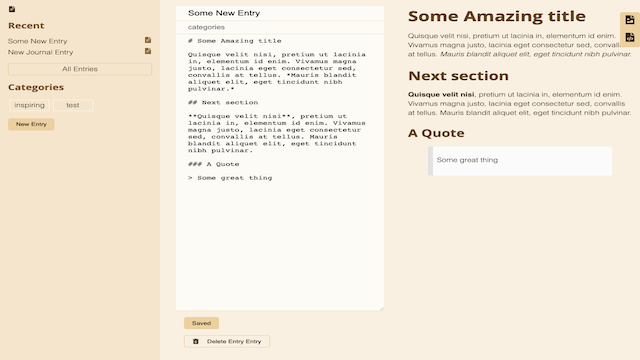 Recent
Some New Entry
New Journal Entry
All Entries
Categories
inspiring
test
New Entry
Some New Entry
categories
# Some Amazing title
Quisque velit nisi, pretium ut lacinia
in, elementum id enim. Vivamus magna
justo, lacinia eget consectetur sed,
convallis at tellus. *Mauris blandit
aliquet elit, eget tincidunt nibh
pulvinar.*
## Next section
**Quisque velit nisi**, pretium ut
lacinia in, elementum id enim. Vivamus
magna justo, lacinia eget consectetur
sed, convallis at tellus. Mauris
blandit aliquet elit, eget tincidunt
nibh pulvinar.
### A Quote
> Some great thing
Saved
Delete Entry Entry
Some Amazing title
Quisque velit nisi, pretium ut lacinia in, elementum id enim.
Vivamus magna justo, lacinia eget consectetur sed, convallis
at tellus. Mauris blandit aliquet elit, eget tincidunt nibh pulvinar.
Next section
Quisque velit nisi, pretium ut lacinia in, elementum id enim.
Vivamus magna justo, lacinia eget consectetur sed, convallis
at tellus. Mauris blandit aliquet elit, eget tincidunt nibh pulvinar.
A Quote
Some great thing